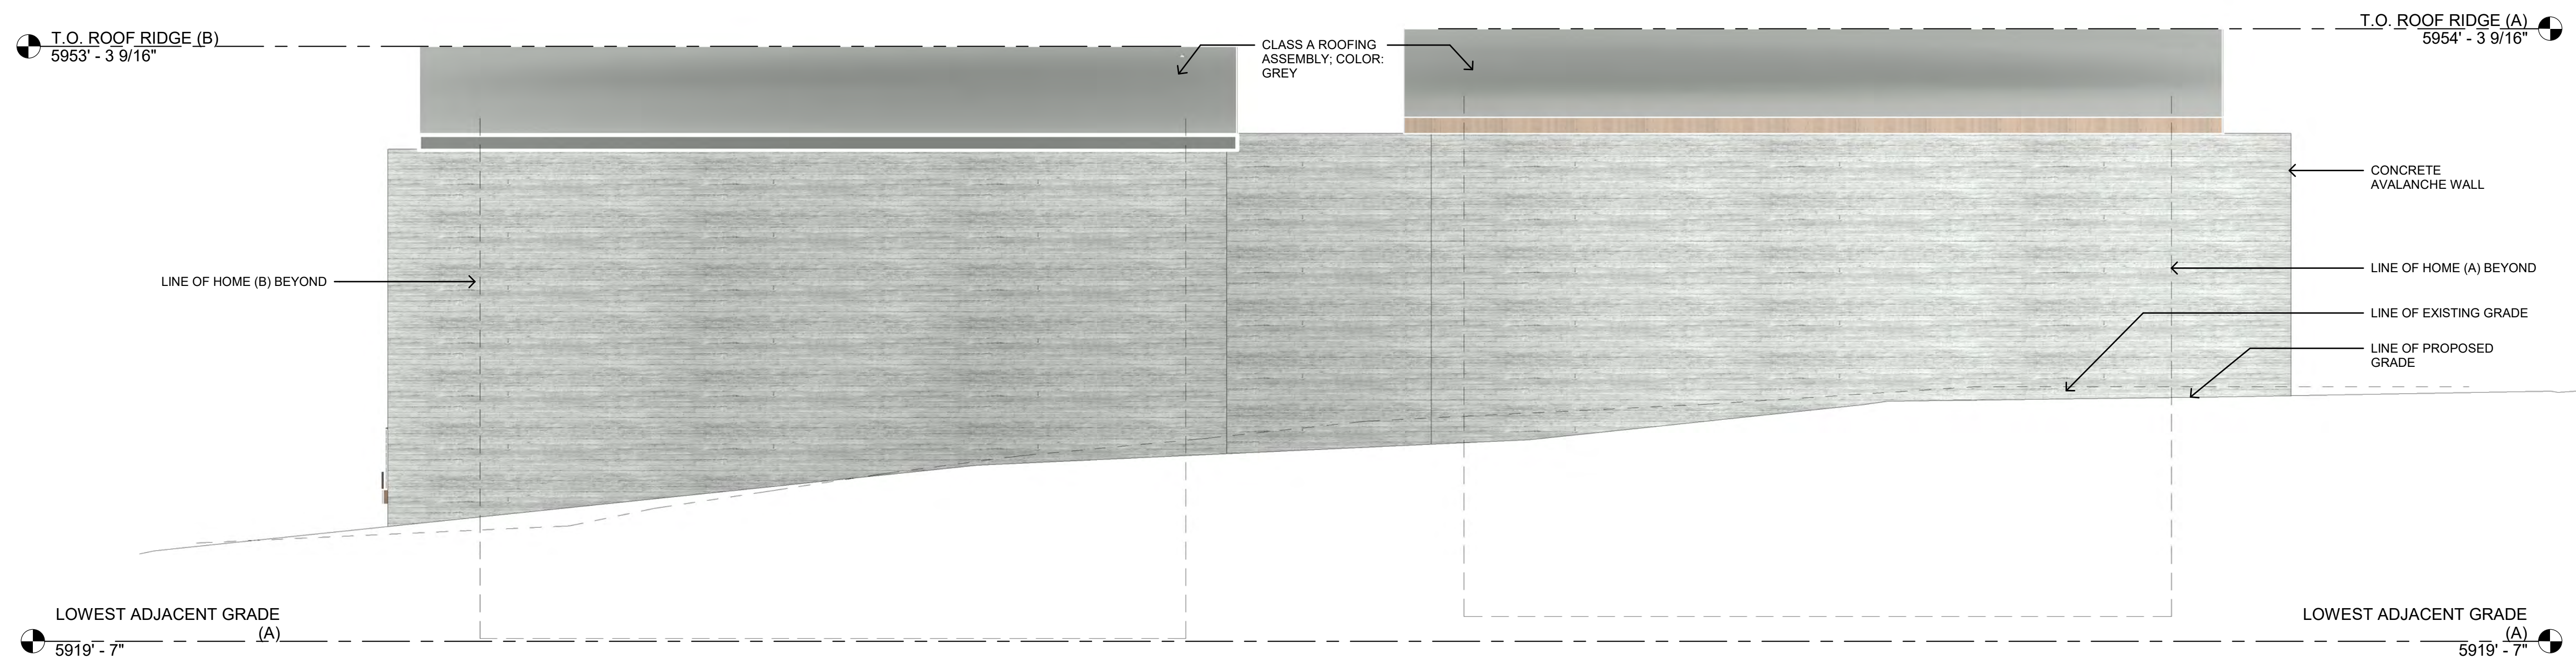 T.O. ROOF RIDGE (B)
5953' - 3 9/16"
CLASS A ROOFING
ASSEMBLY; COLOR:
GREY
T.O. ROOF RIDGE (A)
5954' - 3 9/16"
CONCRETE
AVALANCHE WALL
LINE OF HOME (B) BEYOND
LINE OF HOME (A) BEYOND
LINE OF EXISTING GRADE
LINE OF PROPOSED
GRADE
LOWEST ADJACENT GRADE
(A)
5919' - 7"
LOWEST ADJACENT GRADE
(A)
5919' - 7"